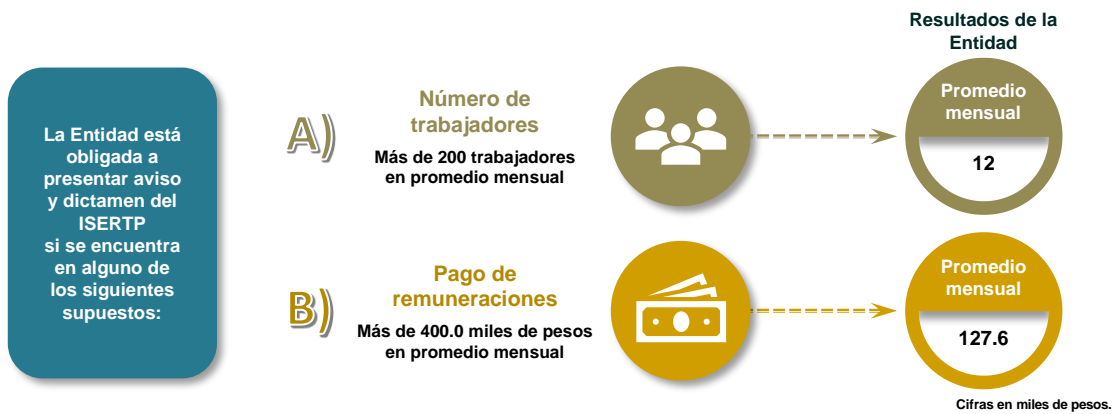 Resultados de la
Entidad
La Entidad está
obligada a
presentar aviso
y dictamen del
ISERTP
si se encuentra
en alguno de
los siguientes
supuestos:
A)
Número de
trabajadores
Más de 200 trabajadores
en promedio mensual
Promedio
mensual
12
B)
Pago de
remuneraciones
Más de 400.0 miles de pesos
en promedio mensual
Promedio
mensual
127.6
Cifras en miles de pesos.